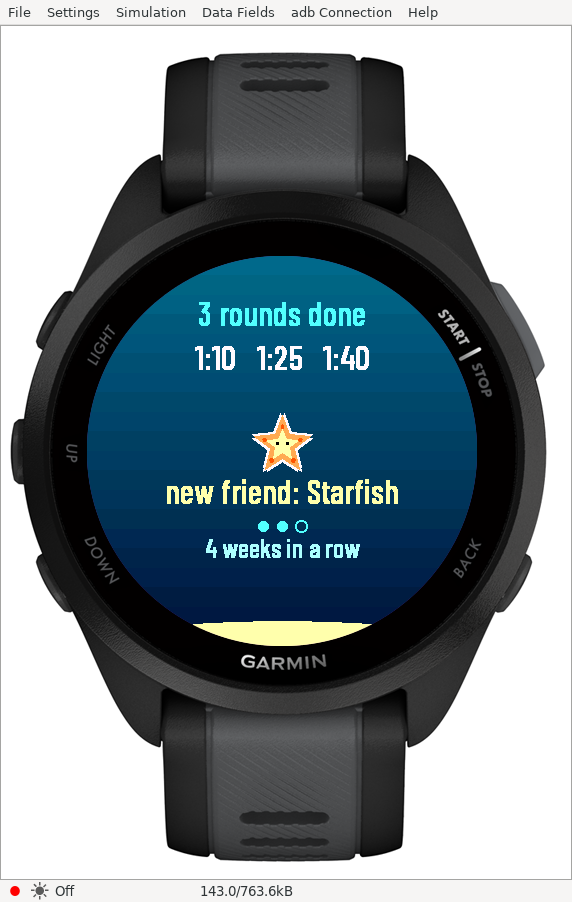 File Settings Simulation Data Fields adb Connection Help
3 rounds done
1:10 1:25 1:40
LIGHT
START
STOP
UP
new friend: Starfish
4 weeks in a row
DOWN
BACK
GARMIN
Off 143.0/763.6kB